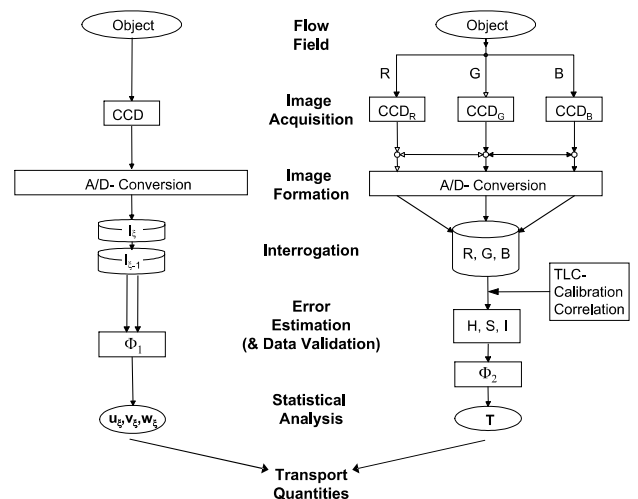 Object
Flow
Field
Object
R
G
B
CCD
Image
Acquisition
CCD_R
CCD_G
CCD_B
A/D- Conversion
Image
Formation
A/D- Conversion
I_ξ
I_ξ-1
Interrogation
R, G, B
TLC-
Calibration
Correlation
Error
Estimation
(& Data Validation)
H, S, I
Φ_1
Φ_2
Statistical
Analysis
u_ξ,v_ξ,w_ξ
T
Transport
Quantities